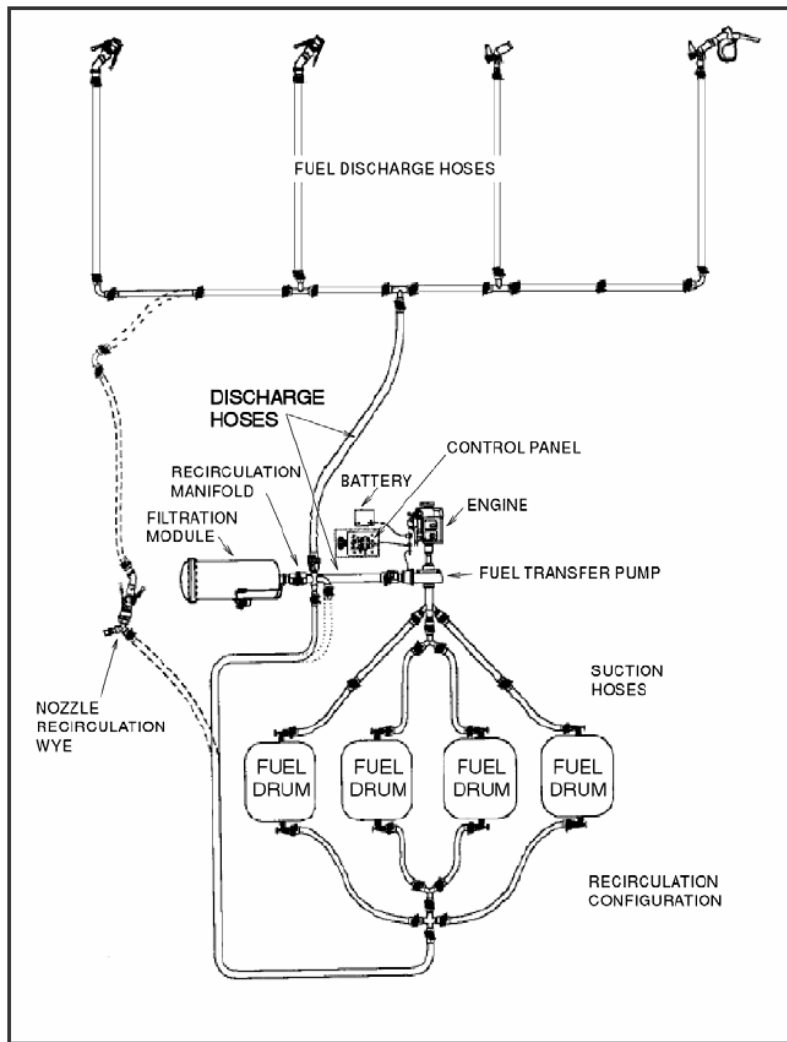 FUEL DISCHARGE HOSES
DISCHARGE
HOSES
CONTROL PANEL
RECIRCULATION
MANIFOLD
BATTERY
FILTRATION
MODULE
ENGINE
FUEL TRANSFER PUMP
SUCTION
HOSES
NOZZLE
RECIRCULATION
WYE
FUEL
DRUM
FUEL
DRUM
FUEL
DRUM
FUEL
DRUM
RECIRCULATION
CONFIGURATION